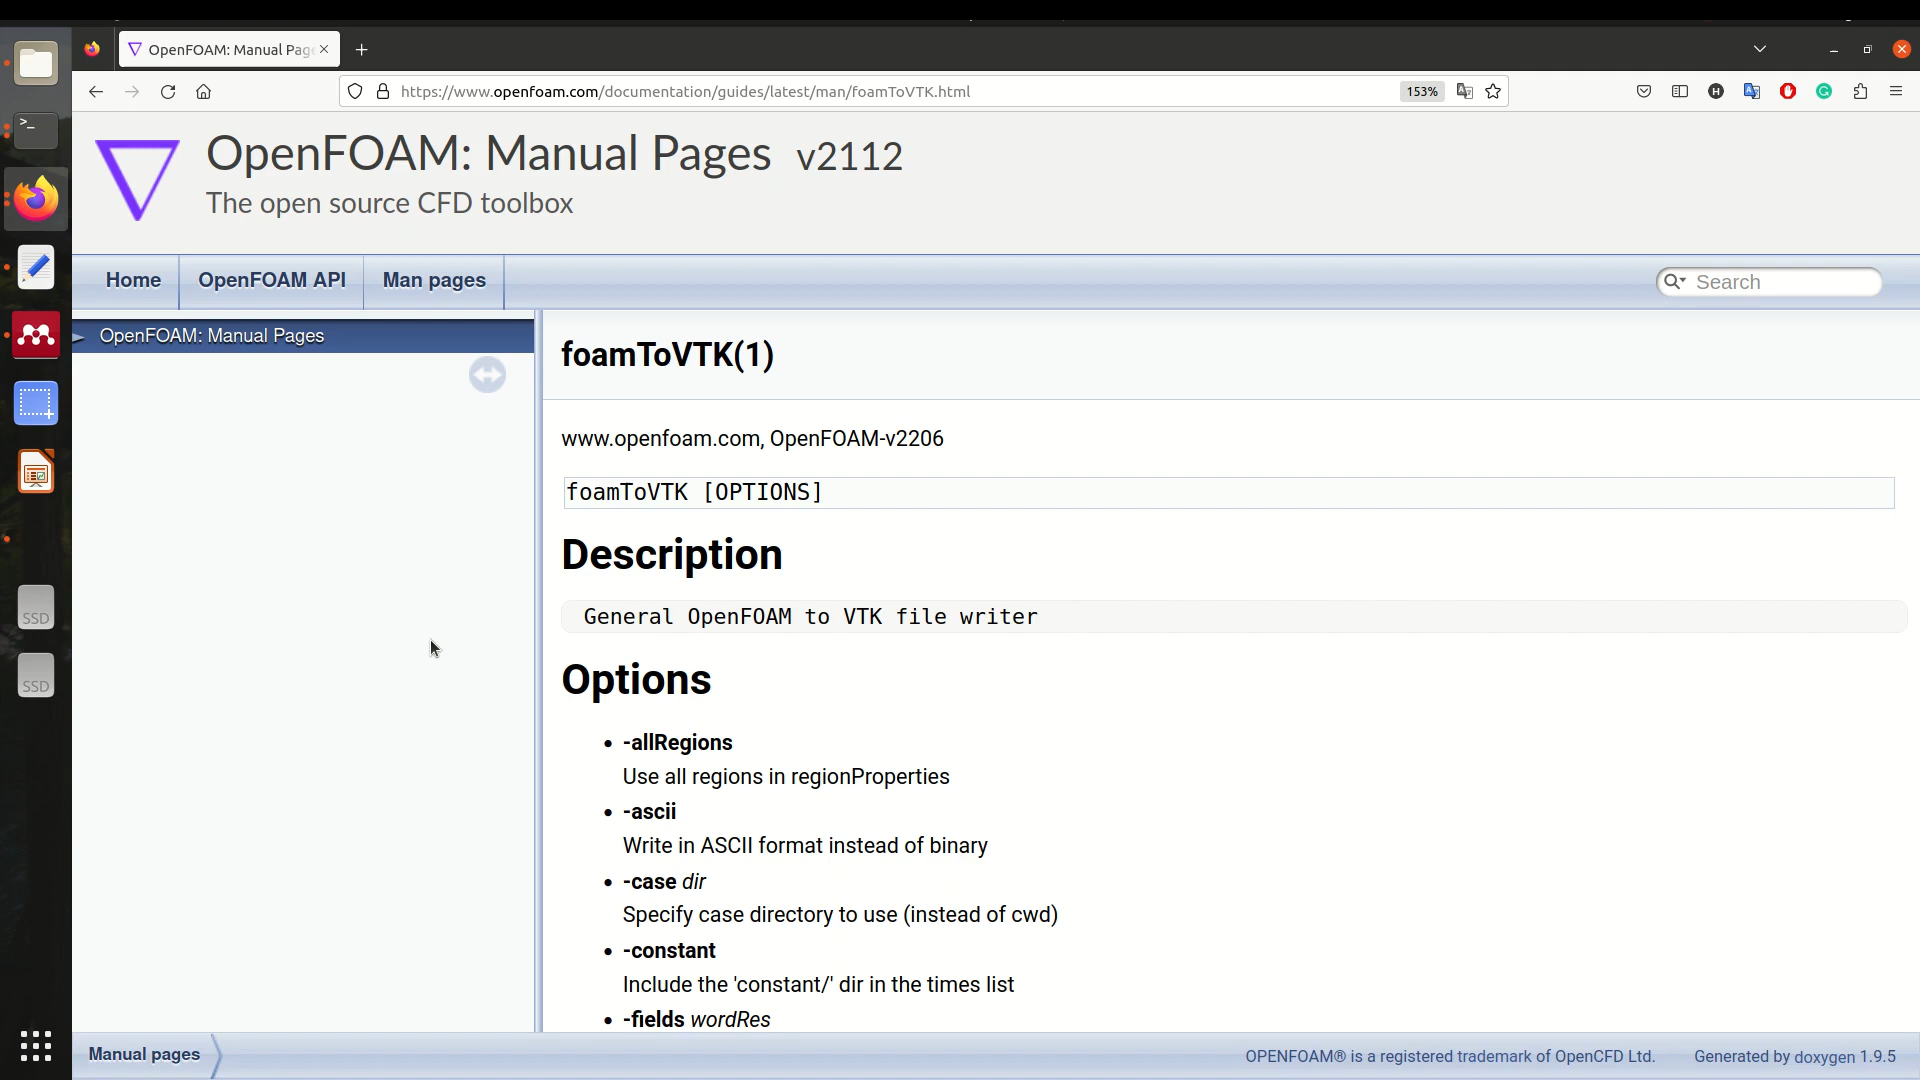 OpenFOAM: Manual Pag
https://www.openfoam.com/documentation/guides/latest/man/foamToVTK.html
153%
OpenFOAM: Manual Pages v2112
The open source CFD toolbox
Home
OpenFOAM API
Man pages
Search
OpenFOAM: Manual Pages
foamToVTK(1)
www.openfoam.com, OpenFOAM-v2206
foamToVTK [OPTIONS]
Description
General OpenFOAM to VTK file writer
Options
• -allRegions
Use all regions in regionProperties
• -ascii
Write in ASCII format instead of binary
• -case dir
Specify case directory to use (instead of cwd)
• -constant
Include the 'constant/' dir in the times list
• -fields wordRes
SSD
SSD
Manual pages
OPENFOAM® is a registered trademark of OpenCFD Ltd.
Generated by doxygen 1.9.5